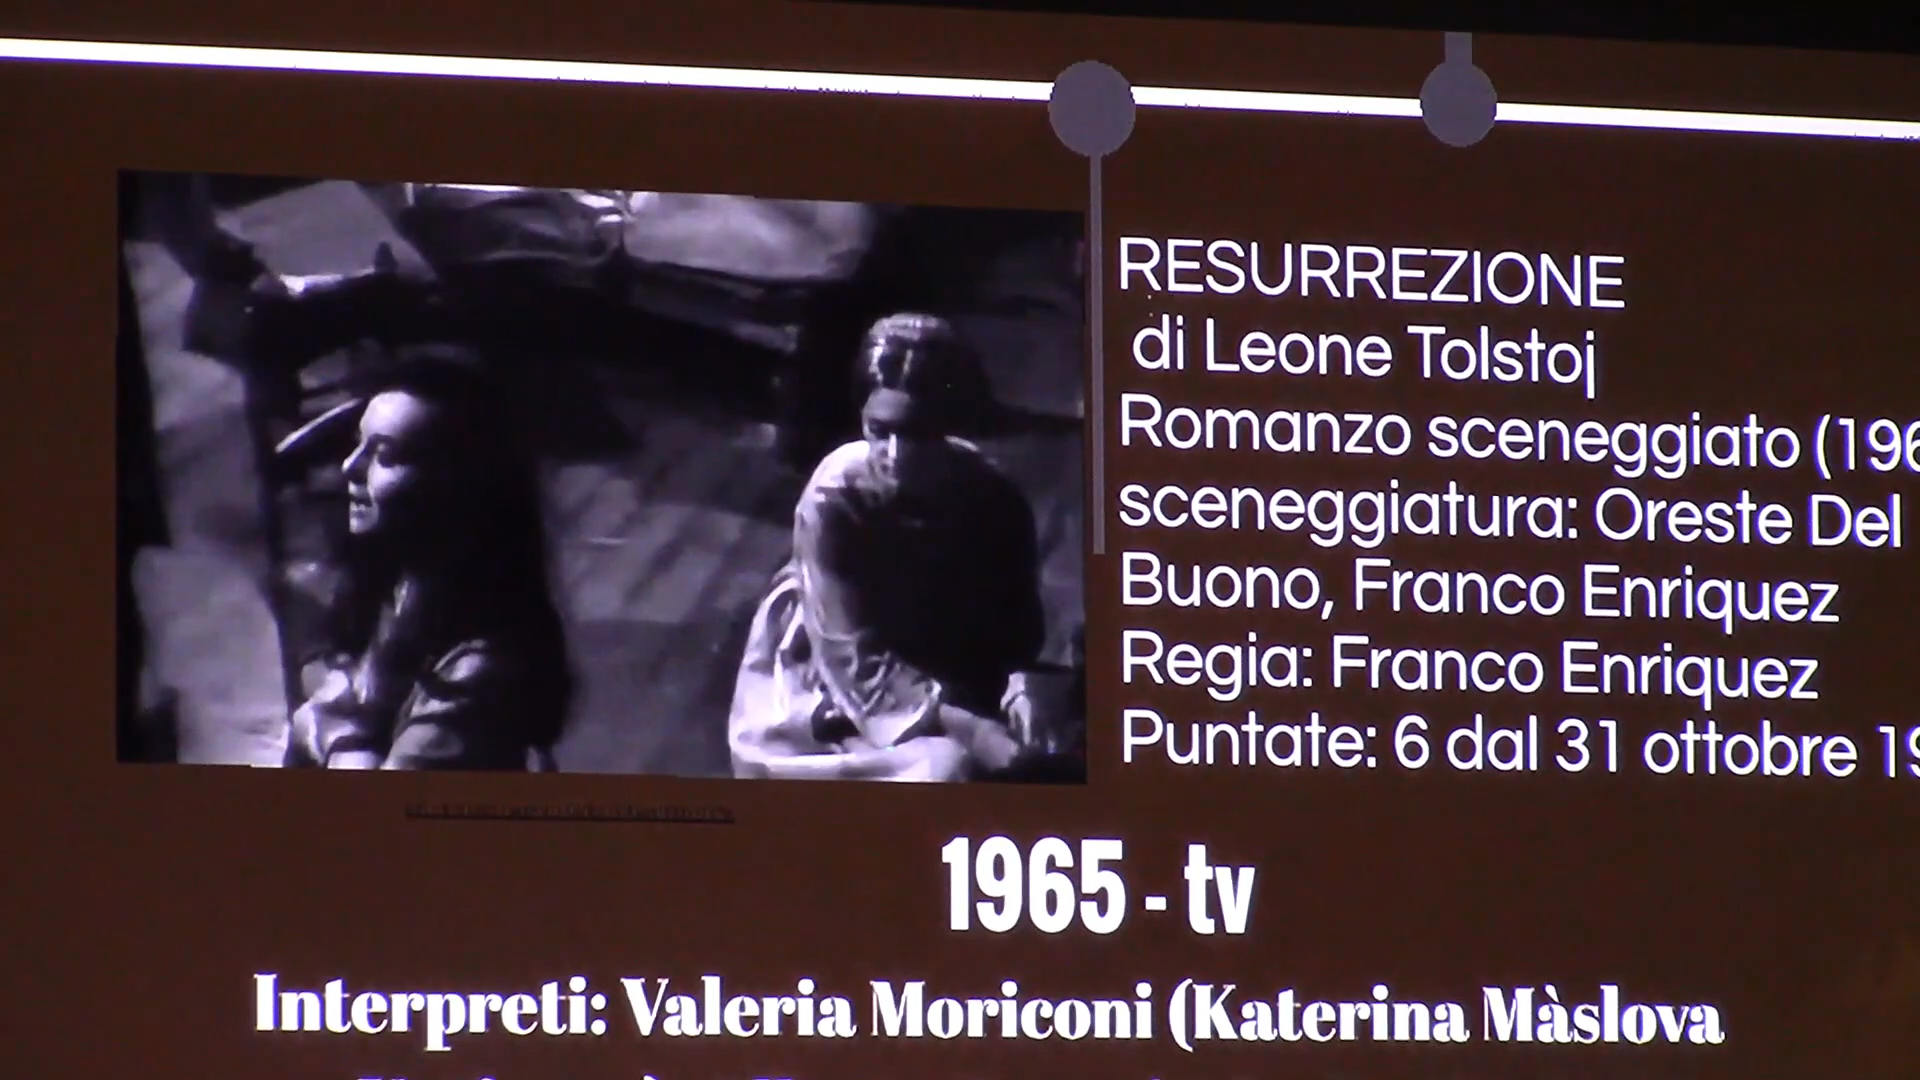 RESURREZIONE
di Leone Tolstoj
Romanzo sceneggiato (196
sceneggiatura: Oreste Del
Buono, Franco Enriquez
Regia: Franco Enriquez
Puntate: 6 dal 31 ottobre 19
1965 - tv
Interpreti: Valeria Moriconi (Katerina Màslova